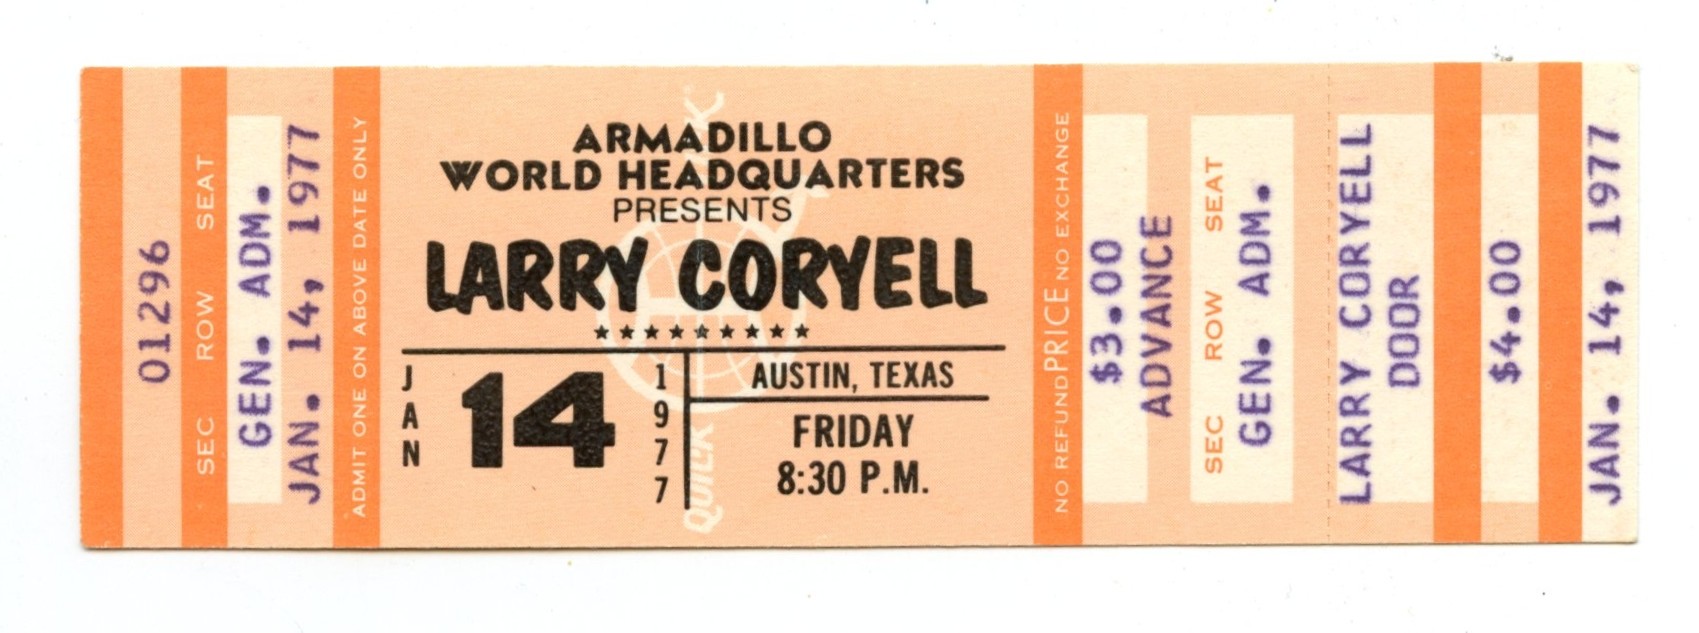 01296
SEC ROW SEAT
GEN. ADM.
JAN. 14, 1977
ADMIT ONE ON ABOVE DATE ONLY
ARMADILLO
WORLD HEADQUARTERS
PRESENTS
LARRY CORYELL
★★★★★★★★★
JAN
14
1977
AUSTIN, TEXAS
FRIDAY
8:30 P.M.
QUICK
NO REFUND PRICE NO EXCHANGE
$3.00
ADVANCE
SEC ROW SEAT
GEN. ADM.
LARRY CORYELL
DOOR
$4.00
JAN. 14, 1977